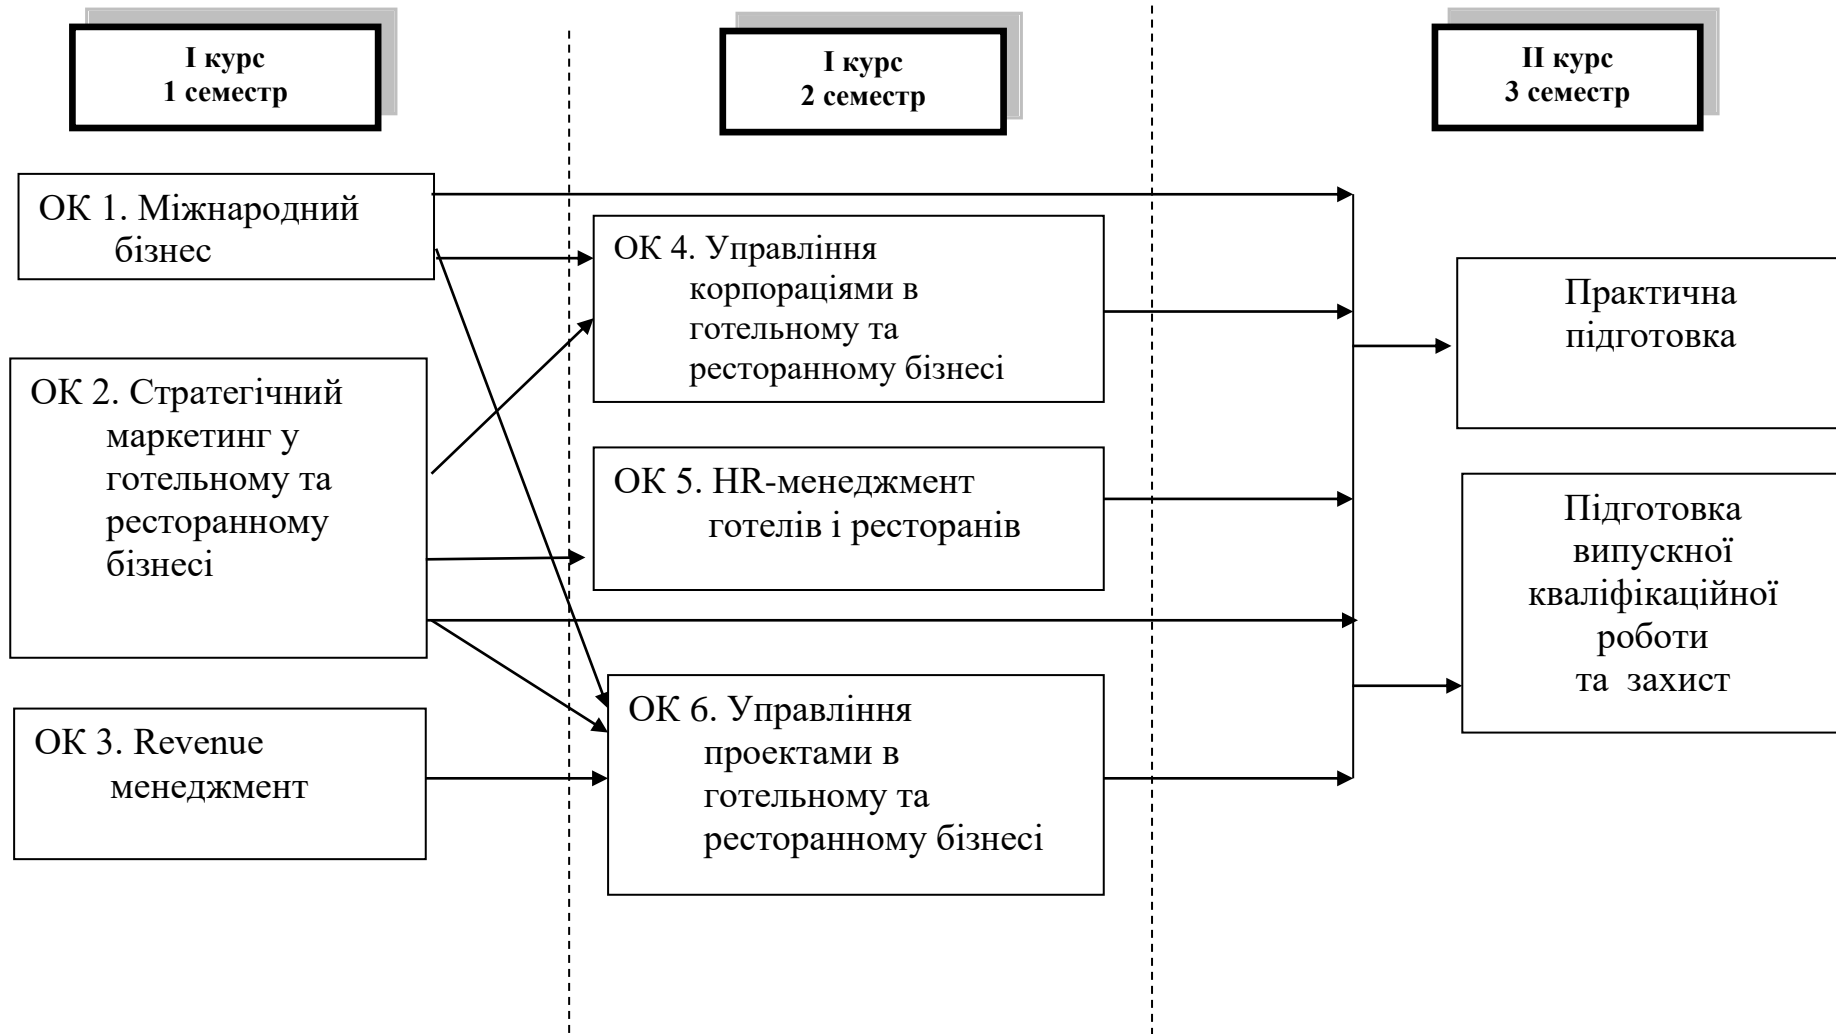 І курс
1 семестр
І курс
2 семестр
ІІ курс
3 семестр
ОК 1. Міжнародний
бізнес
ОК 2. Стратегічний
маркетинг у
готельному та
ресторанному
бізнесі
ОК 3. Revenue
менеджмент
ОК 4. Управління
корпораціями в
готельному та
ресторанному бізнесі
ОК 5. HR-менеджмент
готелів і ресторанів
ОК 6. Управління
проектами в
готельному та
ресторанному бізнесі
Практична
підготовка
Підготовка
випускної
кваліфікаційної
роботи
та захист